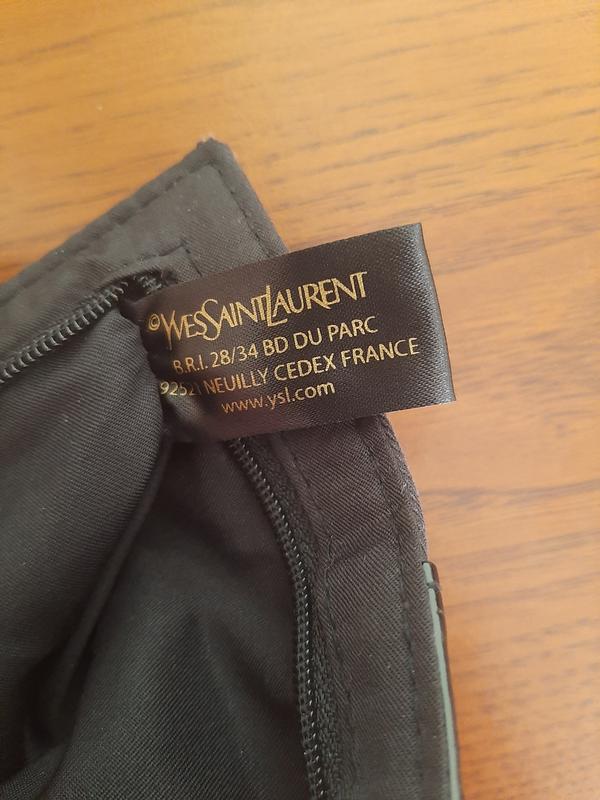 ©YVESSAINTLAURENT
B.R.I. 28/34 BD DU PARC
92521 NEUILLY CEDEX FRANCE
www.ysl.com